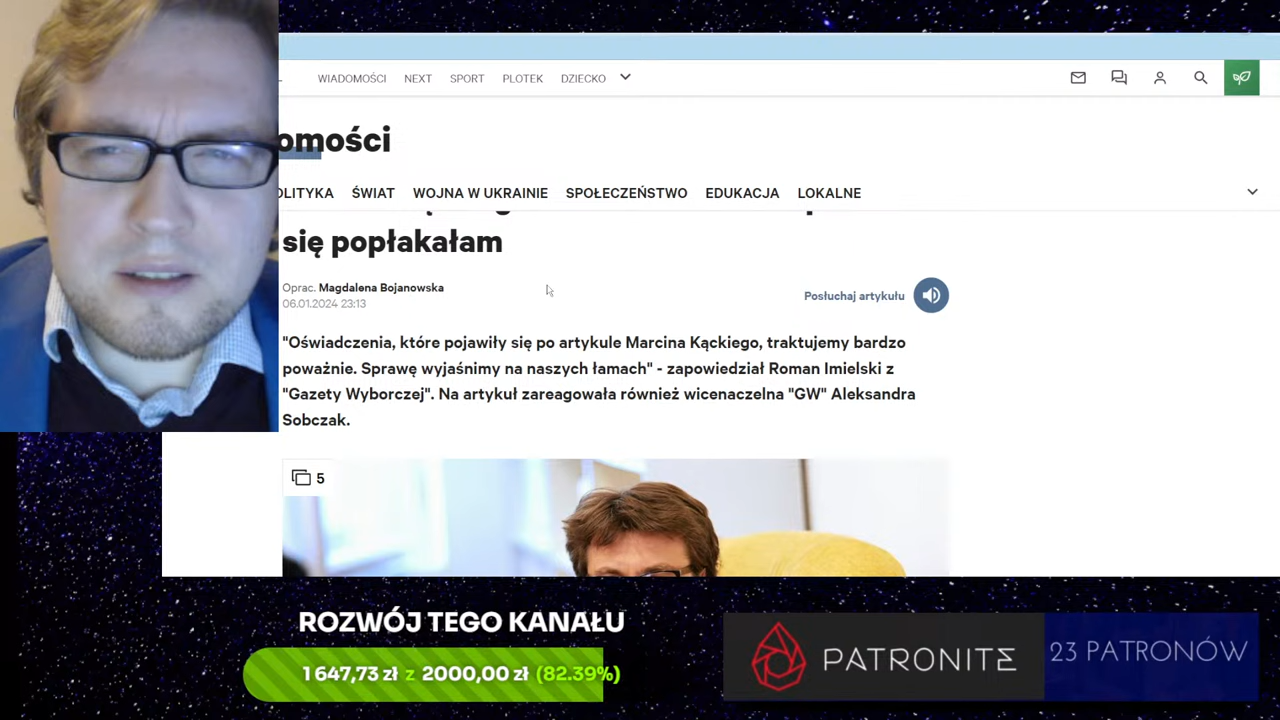 WIADOMOŚCI NEXT SPORT PLOTEK DZIECKO
omości
OLITYKA ŚWIAT WOJNA W UKRAINIE SPOŁECZEŃSTWO EDUKACJA LOKALNE
się popłakałam
Oprac. Magdalena Bojanowska
06.01.2024 23:13
Posłuchaj artykułu
"Oświadczenia, które pojawiły się po artykule Marcina Kąckiego, traktujemy bardzo
poważnie. Sprawę wyjaśnimy na naszych łamach" - zapowiedział Roman Imielski z
"Gazety Wyborczej". Na artykuł zareagowała również wicenaczelna "GW" Aleksandra
Sobczak.
5
ROZWÓJ TEGO KANAŁU
1 647,73 zł z 2000,00 zł (82.39%)
PATRONITE
23 PATRONÓW